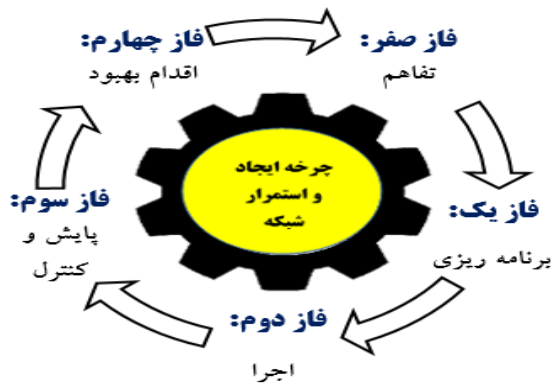 فاز صفر:
تفاهم
فاز یک:
برنامه ریزی
فاز دوم:
اجرا
فاز سوم:
پایش و
کنترل
فاز چهارم:
اقدام بهبود
چرخه ایجاد
و استمرار
شبکه